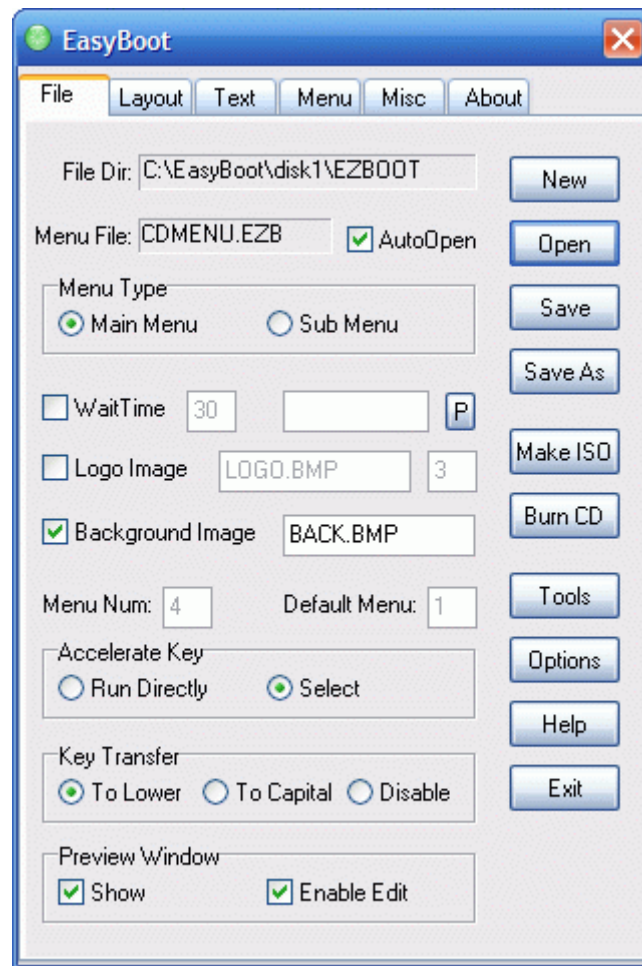 EasyBoot
File Layout Text Menu Misc About
File Dir: C:\EasyBoot\disk1\EZBOOT New
Menu File: CDMENU.EZB AutoOpen Open
Menu Type
Main Menu Sub Menu Save
Save As
WaitTime 30 P
Logo Image LOGO.BMP 3 Make ISO
Background Image BACK.BMP Burn CD
Menu Num: 4 Default Menu: 1 Tools
Accelerate Key
Run Directly Select Options
Help
Key Transfer
To Lower To Capital Disable Exit
Preview Window
Show Enable Edit